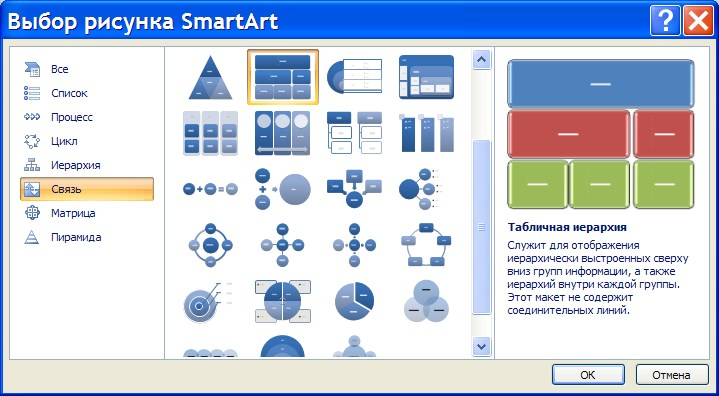 Выбор рисунка SmartArt
Все
Список
Процесс
Цикл
Иерархия
Связь
Матрица
Пирамида
Табличная иерархия
Служит для отображения
иерархически выстроенных сверху
вниз групп информации, а также
иерархий внутри каждой группы.
Этот макет не содержит
соединительных линий.
ОК
Отмена